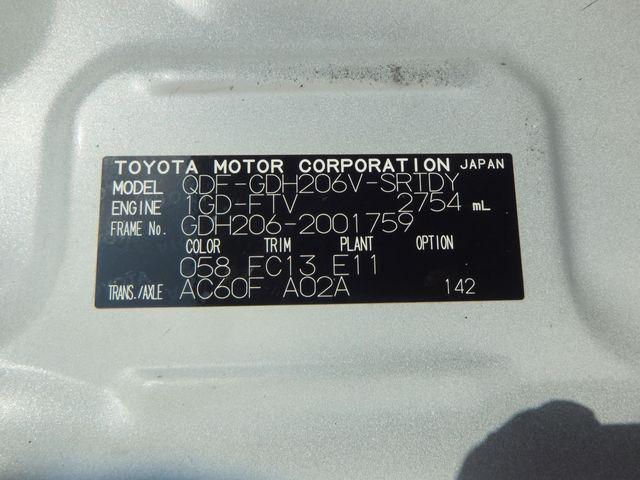 TOYOTA MOTOR CORPORATION JAPAN
MODEL QDF-GDH206V-SRTDY
ENGINE 1GD-FTV 2754 mL
FRAME No. GDH206-2001759
COLOR TRIM PLANT OPTION
058 FC13 E11
TRANS./AXLE AC60F A02A 142